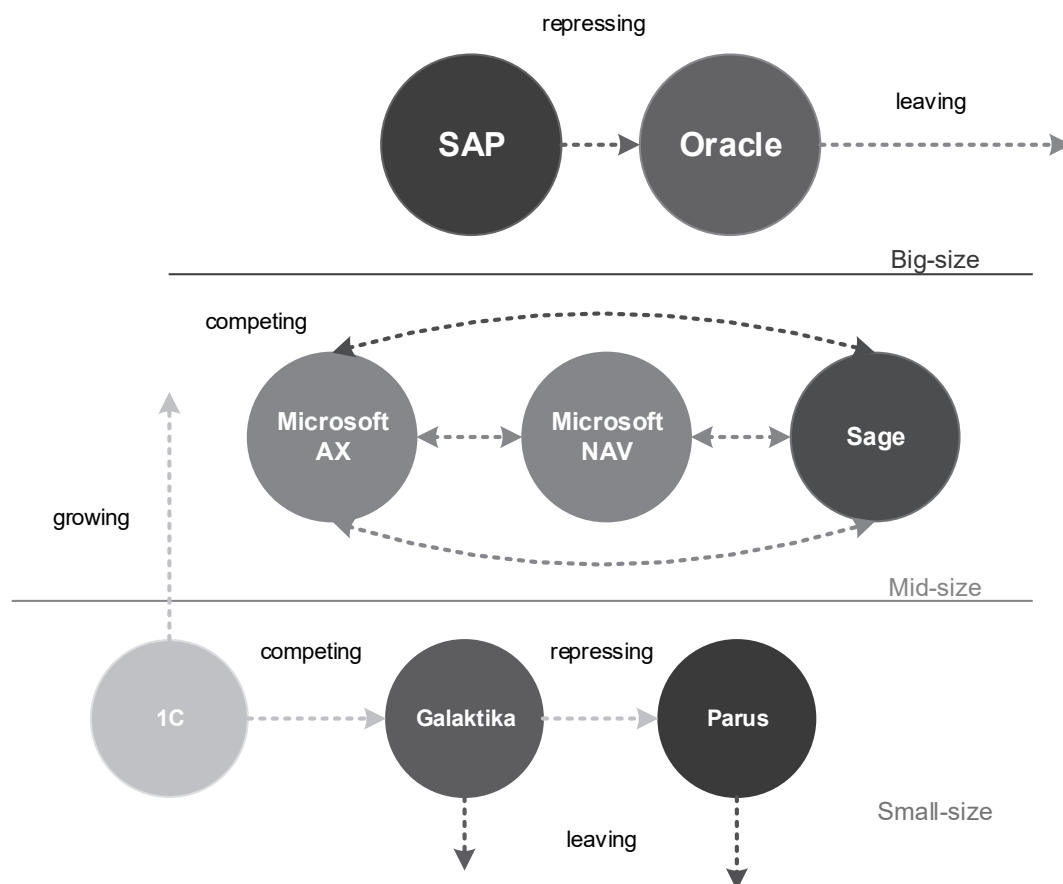 repressing
leaving
SAP
Oracle
Big-size
competing
Microsoft
AX
Microsoft
NAV
Sage
growing
Mid-size
competing
repressing
1C
Galaktika
Parus
Small-size
leaving